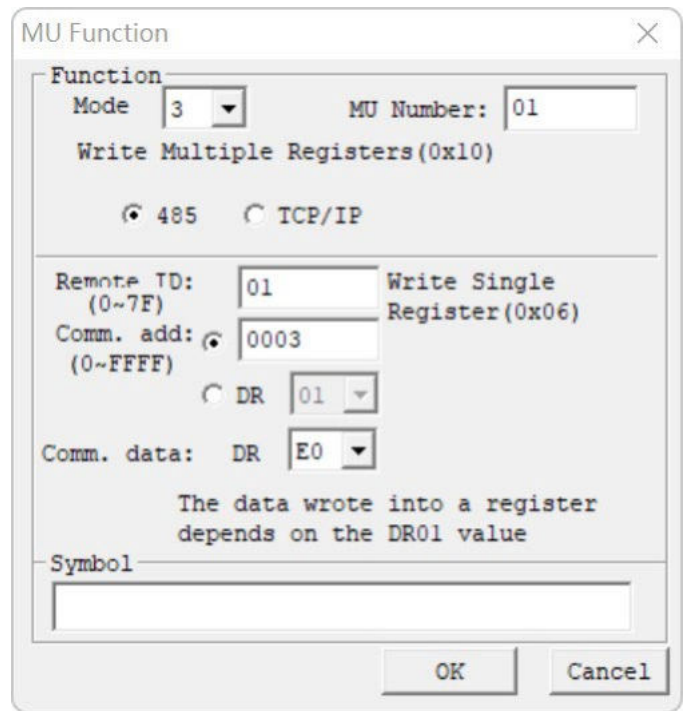 MU Function
Function
Mode 3 MU Number: 01
Write Multiple Registers(0x10)
485 TCP/IP
Remote ID: 01 Write Single
(0~7F) Register(0x06)
Comm. add: 0003
(0~FFFF)
DR 01
Comm. data: DR E0
The data wrote into a register
depends on the DR01 value
Symbol
OK Cancel